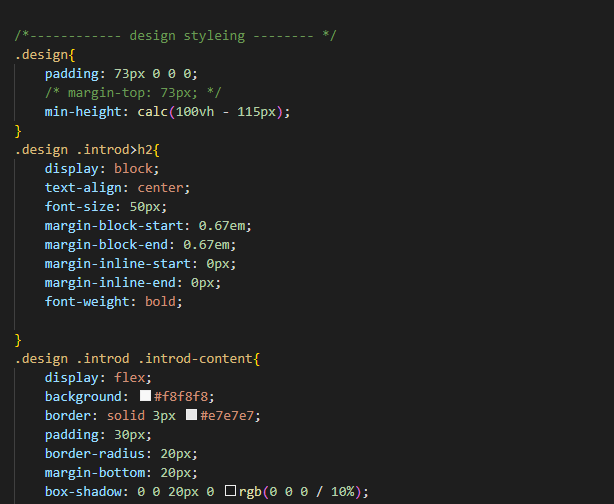 /*------------ design styleing -------- */
.design{
    padding: 73px 0 0 0;
    /* margin-top: 73px; */
    min-height: calc(100vh - 115px);
}
.design .introd>h2{
    display: block;
    text-align: center;
    font-size: 50px;
    margin-block-start: 0.67em;
    margin-block-end: 0.67em;
    margin-inline-start: 0px;
    margin-inline-end: 0px;
    font-weight: bold;

}
.design .introd .introd-content{
    display: flex;
    background: #f8f8f8;
    border: solid 3px #e7e7e7;
    padding: 30px;
    border-radius: 20px;
    margin-bottom: 20px;
    box-shadow: 0 0 20px 0 rgb(0 0 0 / 10%);